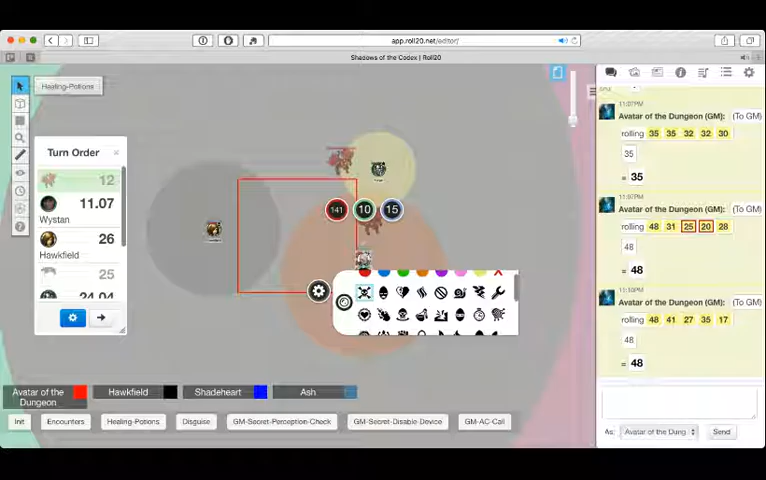 app.roll20.net/editor/
Shadows of the Codex | Roll20
Healing-Potions
Turn Order
12
11.07
Wystan
26
Hawkfield
25
24.04
141
10
15
11:07PM
Avatar of the Dungeon (GM): (To GM)
rolling 35 35 32 32 30
35
= 35
Avatar of the Dungeon (GM): (To GM)
rolling 48 31 25 20 28
48
= 48
Avatar of the Dungeon (GM): (To GM)
rolling 48 41 27 35 17
48
= 48
Avatar of the Dungeon
Hawkfield
Shadeheart
Ash
Init
Encounters
Healing-Potions
Disguise
GM-Secret-Perception-Check
GM-Secret-Disable-Device
GM-AC-Call
As: Avatar of the Dung
Send